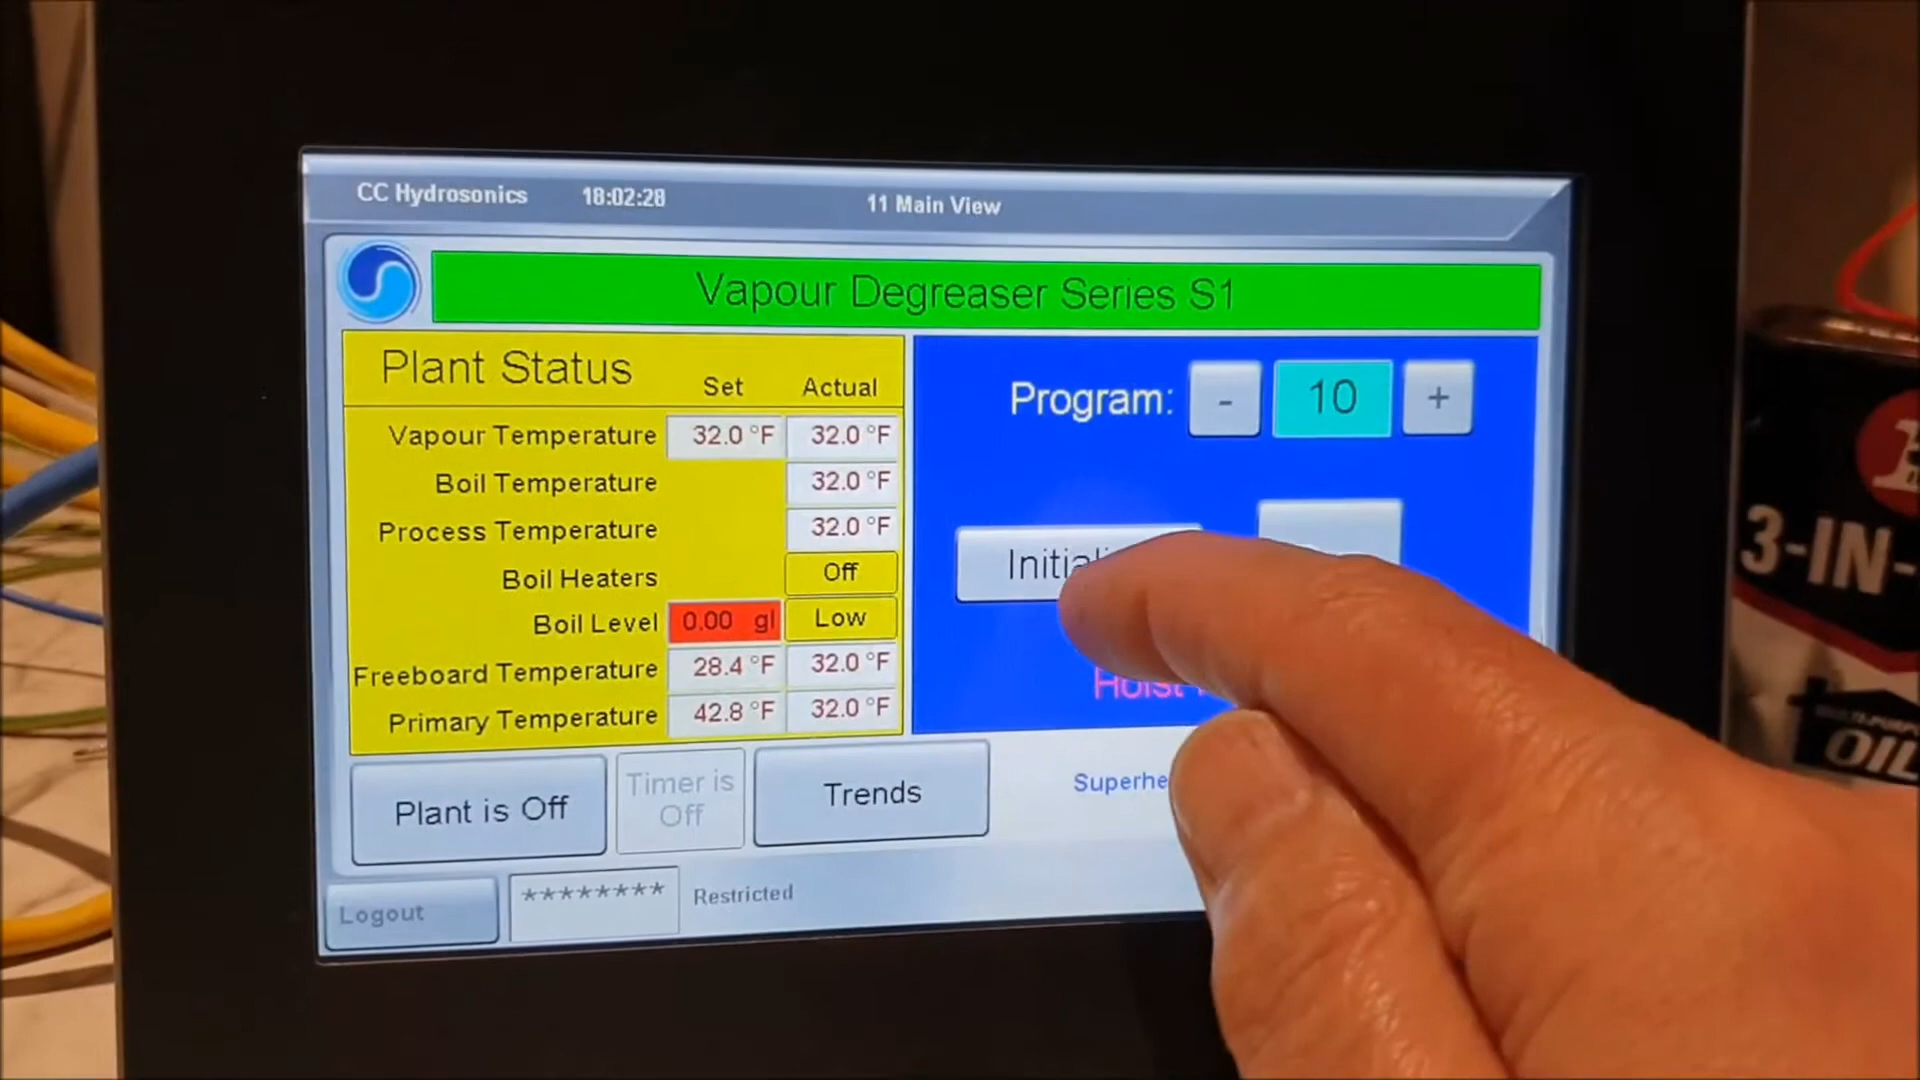 CC Hydrosonics 18:02:28 11 Main View
Vapour Degreaser Series S1
Plant Status Set Actual
Vapour Temperature 32.0 °F 32.0 °F
Boil Temperature 32.0 °F
Process Temperature 32.0 °F
Boil Heaters Off
Boil Level 0.00 gl Low
Freeboard Temperature 28.4 °F 32.0 °F
Primary Temperature 42.8 °F 32.0 °F
Program: - 10 +
Hoist
Plant is Off
Timer is
Off
Trends
Logout ******** Restricted
3-IN-
OIL